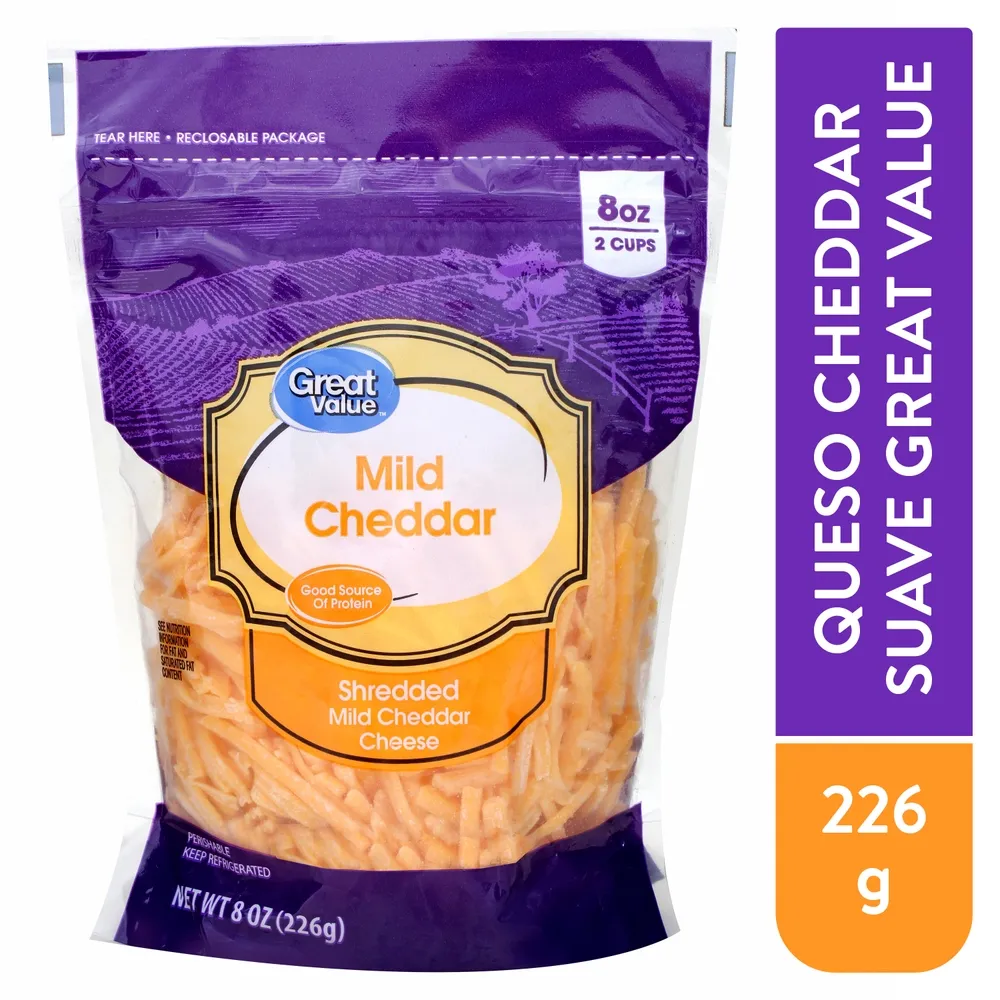 TEAR HERE • RECLOSABLE PACKAGE
8OZ
2 CUPS
Great
Value™
Mild
Cheddar
Good Source
Of Protein
SEE NUTRITION
INFORMATION
FOR FAT AND
SATURATED FAT
CONTENT
Shredded
Mild Cheddar
Cheese
PERISHABLE
KEEP REFRIGERATED
NET WT 8 OZ (226g)
QUESO CHEDDAR
SUAVE GREAT VALUE
226
g